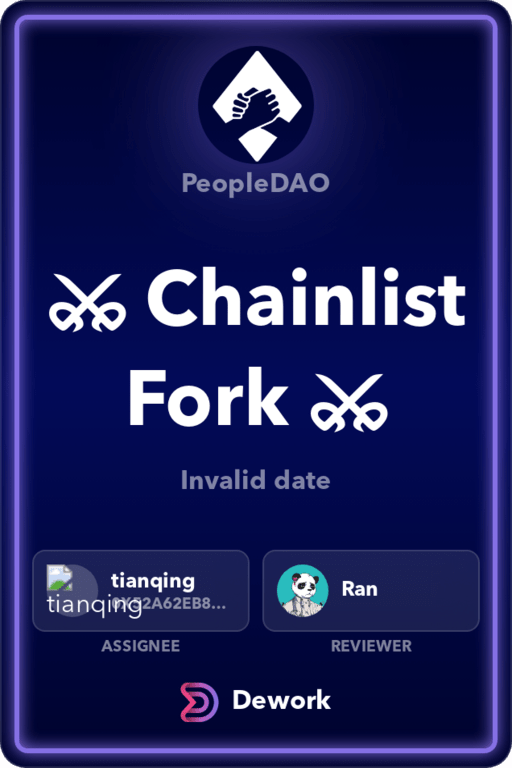 PeopleDAO
⚔ Chainlist
Fork ⚔
Invalid date
tianqing
tianqing
Ran
ASSIGNEE
REVIEWER
Dework